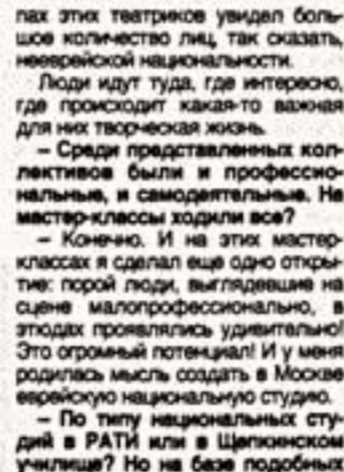 пах этих театриков увидел боль-
шое количество лиц, так сказать,
нееврейской национальности.
Люди идут туда, где интересно,
где происходит какая-то важная
для них творческая жизнь.
– Среди представленных кол-
лективов были и профессио-
нальные, и самодеятельные. На
мастер-классы ходили все?
– Конечно. И на этих мастер-
классах я сделал еще одно откры-
тие: порой люди, выглядевшие на
сцене малопрофессионально, в
этюдах проявлялись удивительно!
Это огромный потенциал! И у меня
родилась мысль создать в Москве
еврейскую национальную студию.
– По типу национальных сту-
дий в РАТИ или в Щепкинском
училище? Но на базе подобных